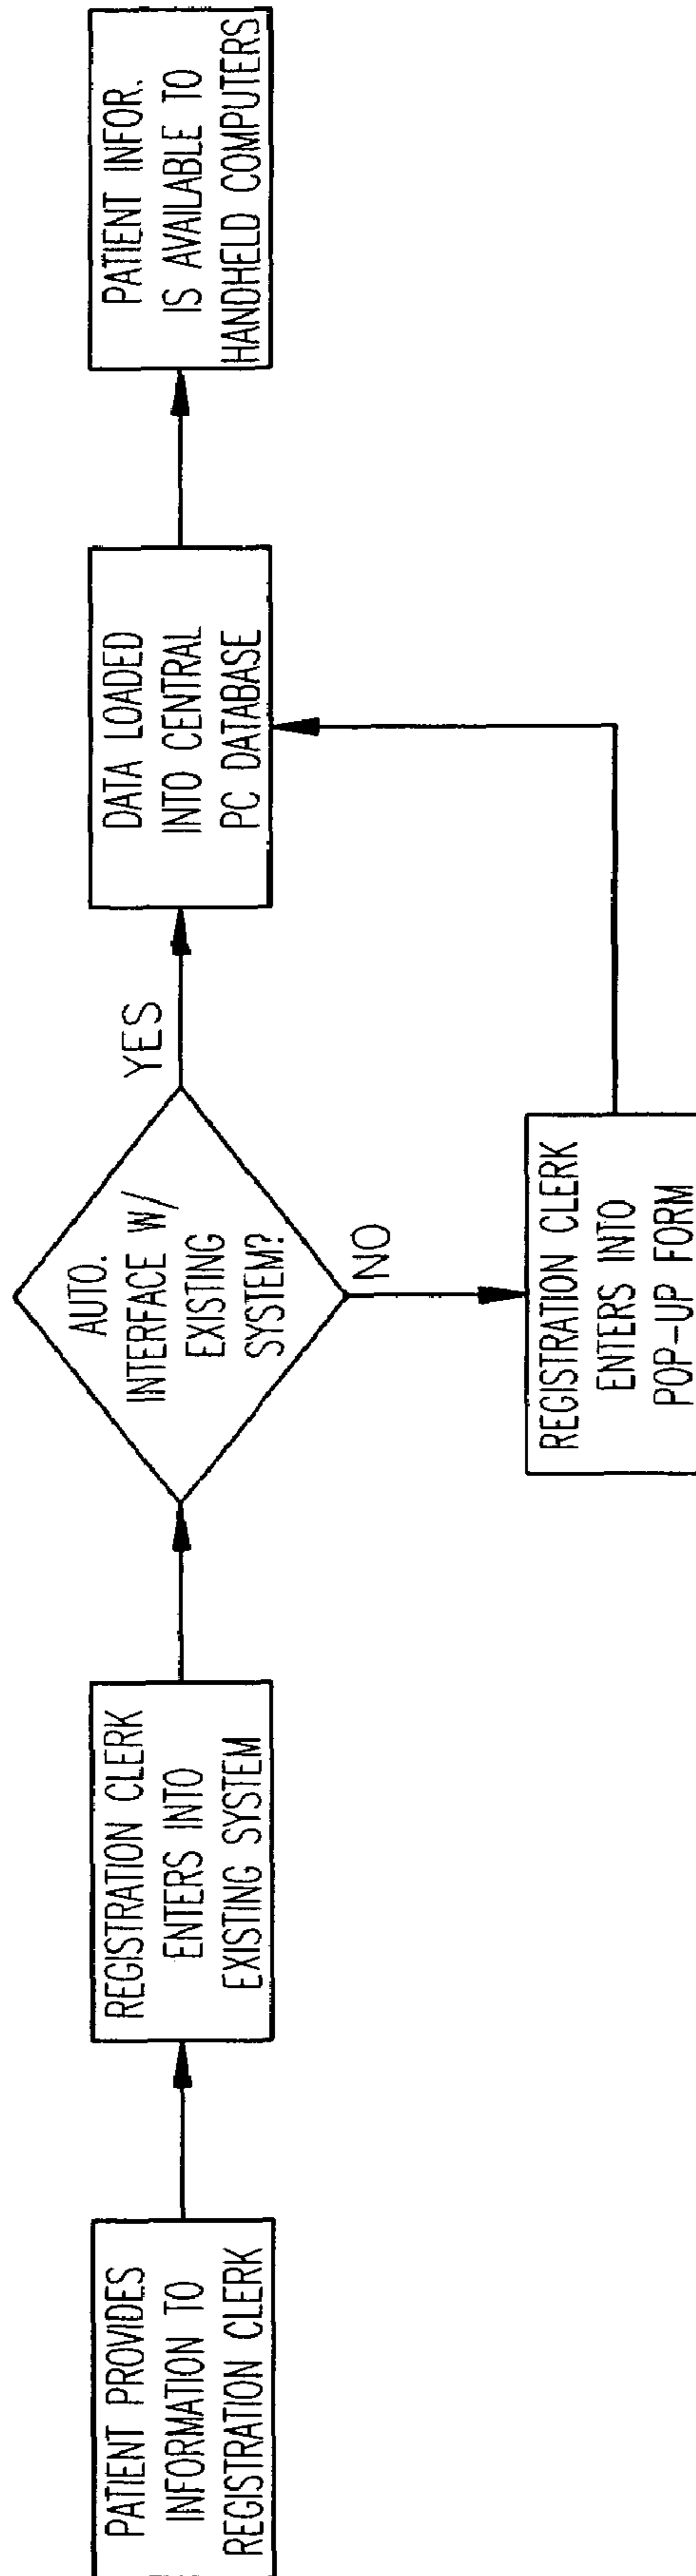 PATIENT PROVIDES
INFORMATION TO
REGISTRATION CLERK
REGISTRATION CLERK
ENTERS INTO
EXISTING SYSTEM
AUTO.
INTERFACE W/
EXISTING
SYSTEM?
YES
NO
REGISTRATION CLERK
ENTERS INTO
POP-UP FORM
DATA LOADED
INTO CENTRAL
PC DATABASE
PATIENT INFOR.
IS AVAILABLE TO
HANDHELD COMPUTERS